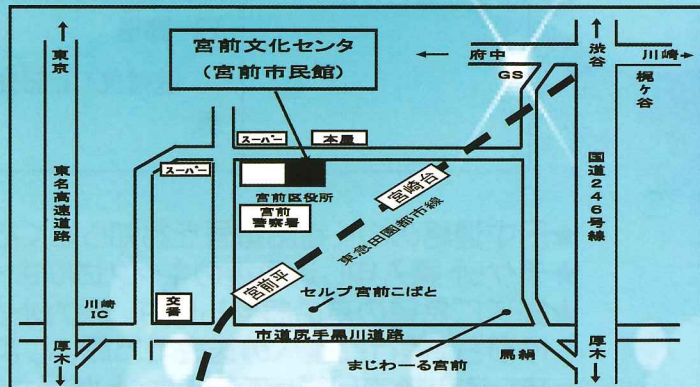 東京
東名高速道路
厚木
川崎
IC
宮前文化センタ
（宮前市民館）
府中
GS
渋谷
川崎
梶ヶ谷
スーパー
本屋
スーパー
宮前区役所
宮前
警察署
宮崎台
東急田園都市線
国道246号線
宮前平
セルプ宮前こばと
交番
市道尻手黒川道路
まじわーる宮前
馬絹
厚木